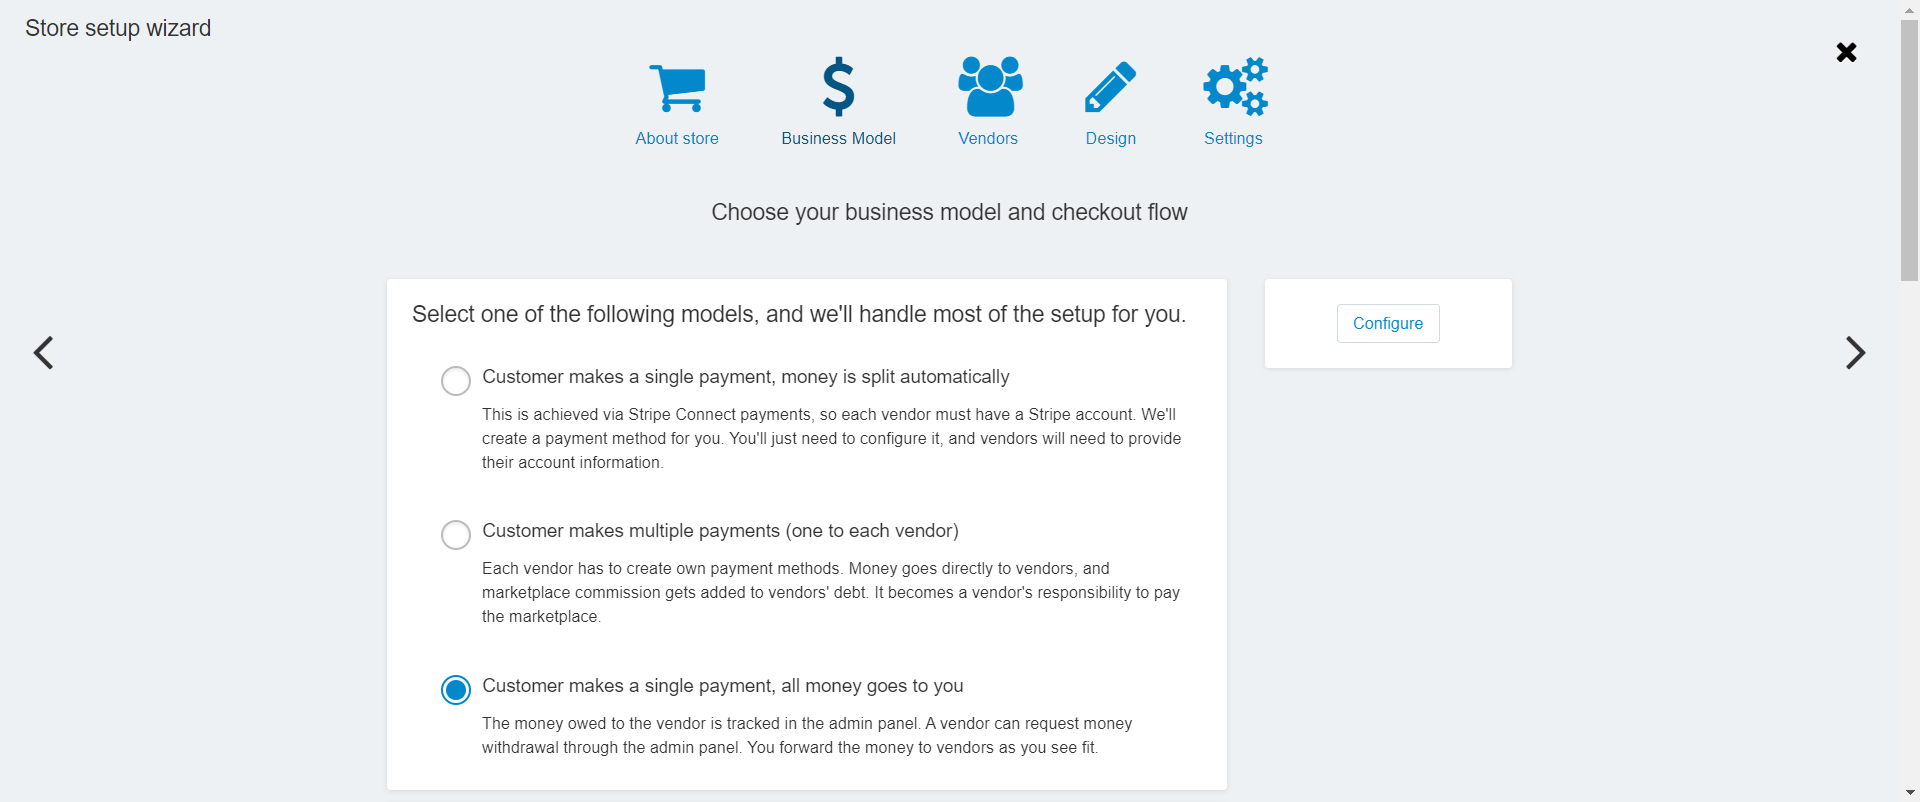 Store setup wizard
About store
Business Model
Vendors
Design
Settings
Choose your business model and checkout flow
Select one of the following models, and we'll handle most of the setup for you.
Configure
Customer makes a single payment, money is split automatically
This is achieved via Stripe Connect payments, so each vendor must have a Stripe account. We'll
create a payment method for you. You'll just need to configure it, and vendors will need to provide
their account information.
Customer makes multiple payments (one to each vendor)
Each vendor has to create own payment methods. Money goes directly to vendors, and
marketplace commission gets added to vendors' debt. It becomes a vendor's responsibility to pay
the marketplace.
Customer makes a single payment, all money goes to you
The money owed to the vendor is tracked in the admin panel. A vendor can request money
withdrawal through the admin panel. You forward the money to vendors as you see fit.